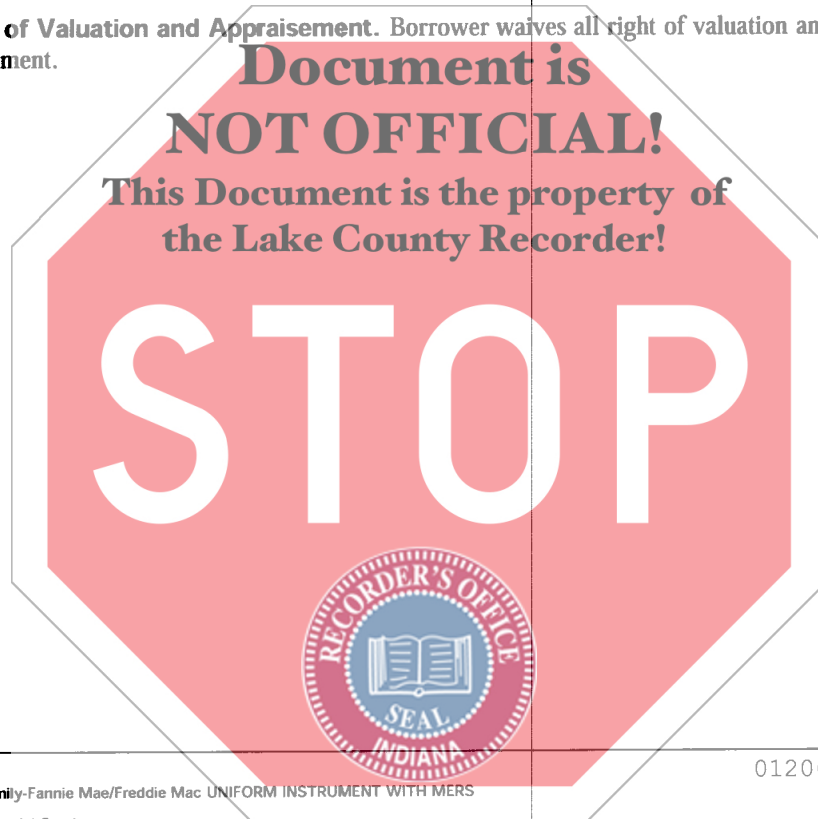 of Valuation and Appraisement. Borrower waives all right of valuation
ment.
Document is
NOT OFFICIAL!
This Document is the property of
the Lake County Recorder!
STOP
RECORDER'S OFFICE
SEAL
INDIANA
0120
nily-Fannie Mae/Freddie Mac UNIFORM INSTRUMENT WITH MERS